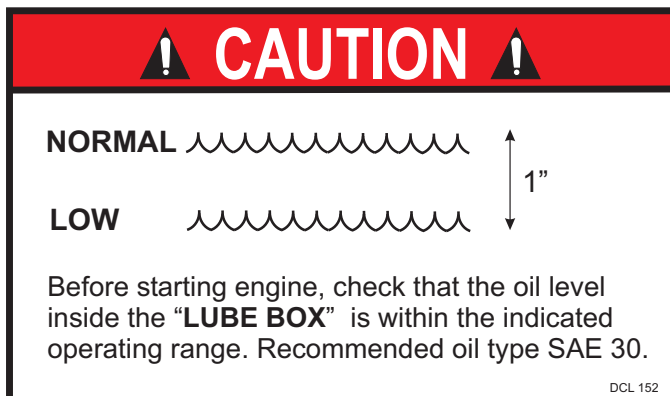 CAUTION
NORMAL
1”
LOW
Before starting engine, check that the oil level
inside the “LUBE BOX” is within the indicated
operating range. Recommended oil type SAE 30.
DCL 152